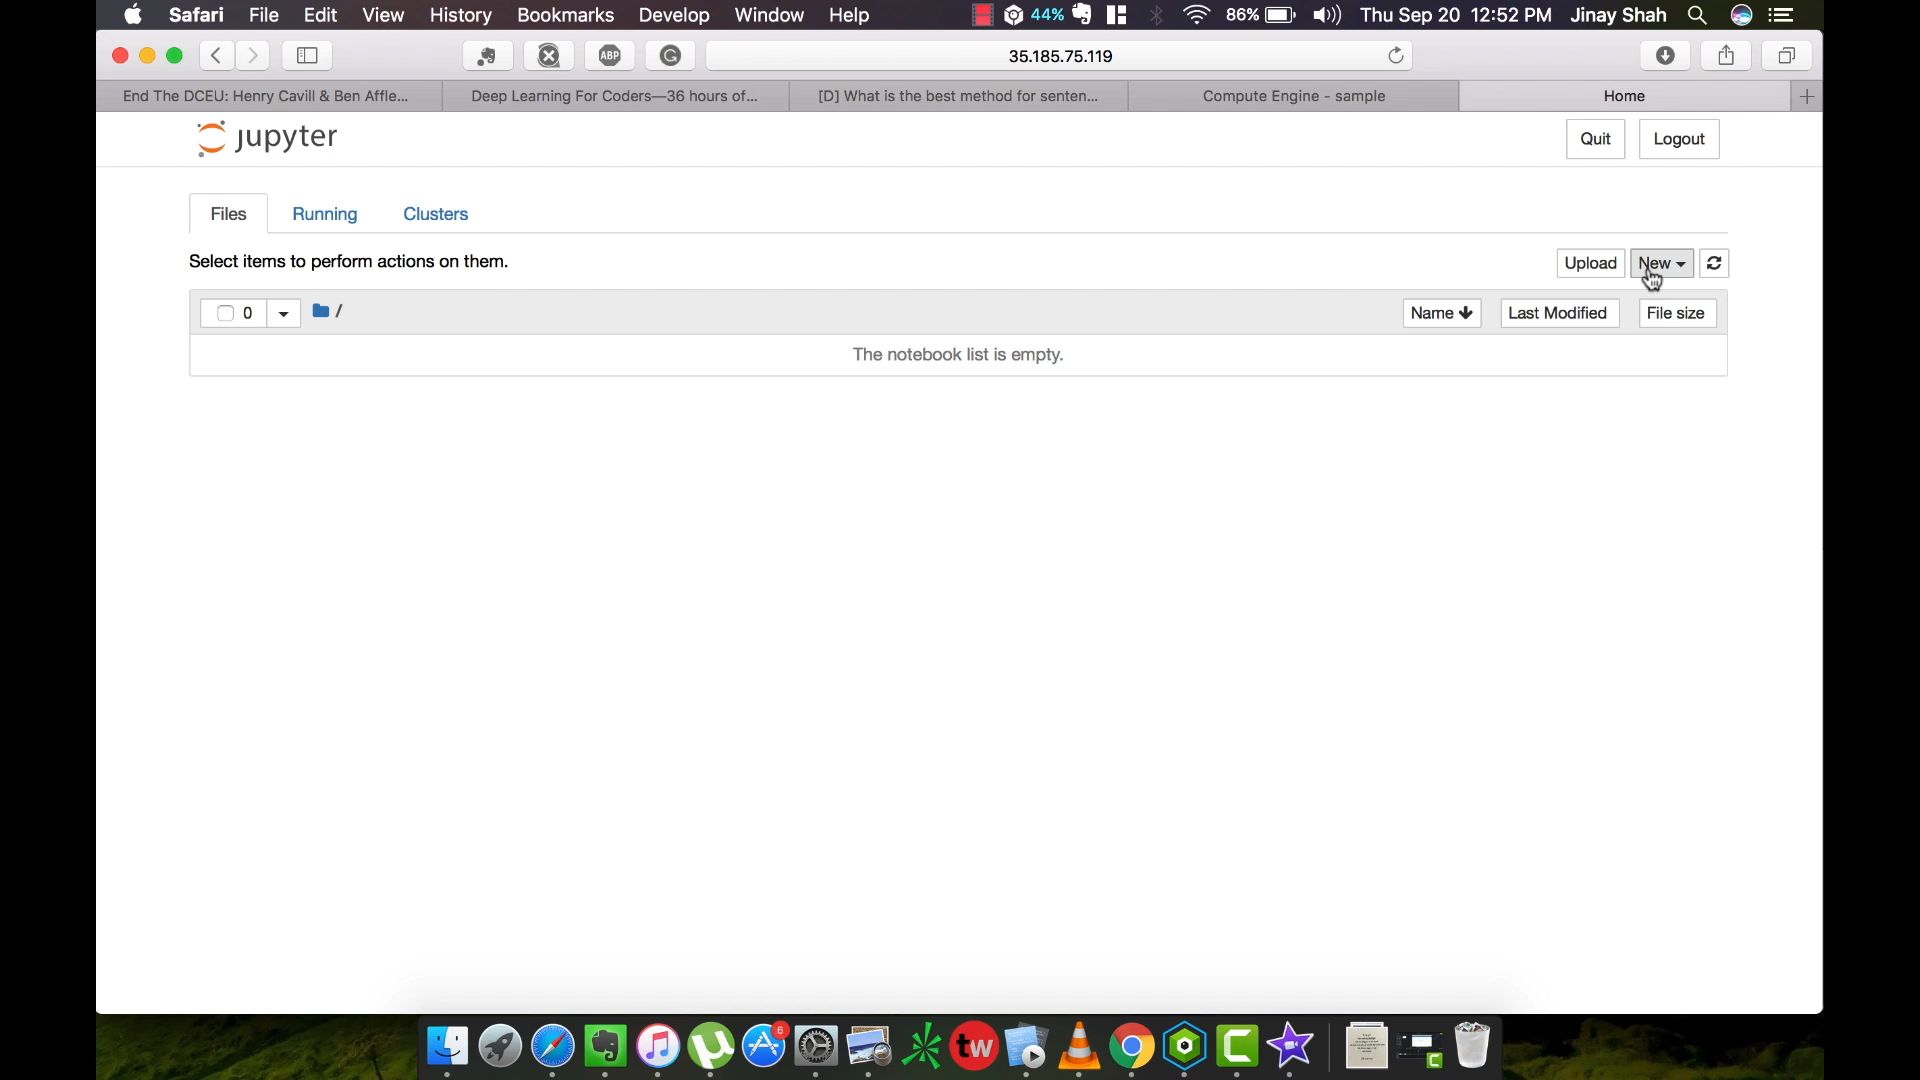 Safari File Edit View History Bookmarks Develop Window Help 44% 86% Thu Sep 20 12:52 PM Jinay Shah
ABP 35.185.75.119
End The DCEU: Henry Cavill & Ben Affle... Deep Learning For Coders—36 hours of... [D] What is the best method for senten... Compute Engine - sample Home
jupyter Quit Logout
Files Running Clusters
Select items to perform actions on them. Upload New
0 / Name Last Modified File size
The notebook list is empty.
6
tw